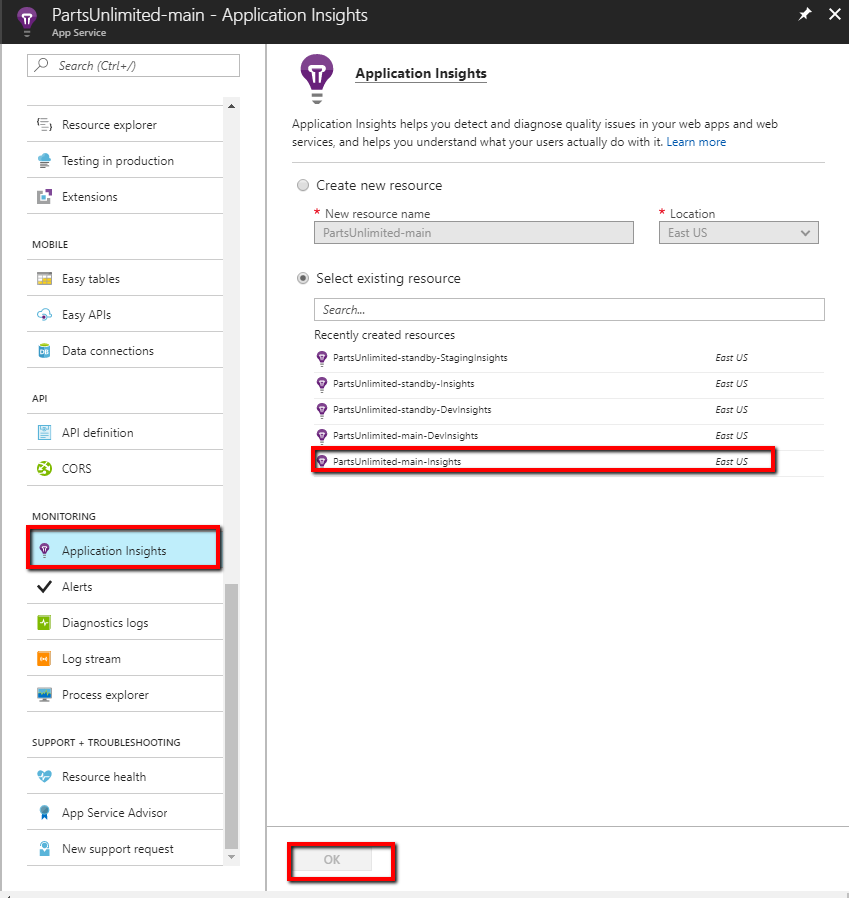 PartsUnlimited-main - Application Insights
App Service
Search (Ctrl+/)
Resource explorer
Testing in production
Extensions
MOBILE
Easy tables
Easy APIs
Data connections
API
API definition
CORS
MONITORING
Application Insights
Alerts
Diagnostics logs
Log stream
Process explorer
SUPPORT + TROUBLESHOOTING
Resource health
App Service Advisor
New support request
Application Insights
Application Insights helps you detect and diagnose quality issues in your web apps and web
services, and helps you understand what your users actually do with it. Learn more
Create new resource
* New resource name
PartsUnlimited-main
* Location
East US
Select existing resource
Search...
Recently created resources
PartsUnlimited-standby-StagingInsights East US
PartsUnlimited-standby-Insights East US
PartsUnlimited-standby-DevInsights East US
PartsUnlimited-main-DevInsights East US
PartsUnlimited-main-Insights East US
OK